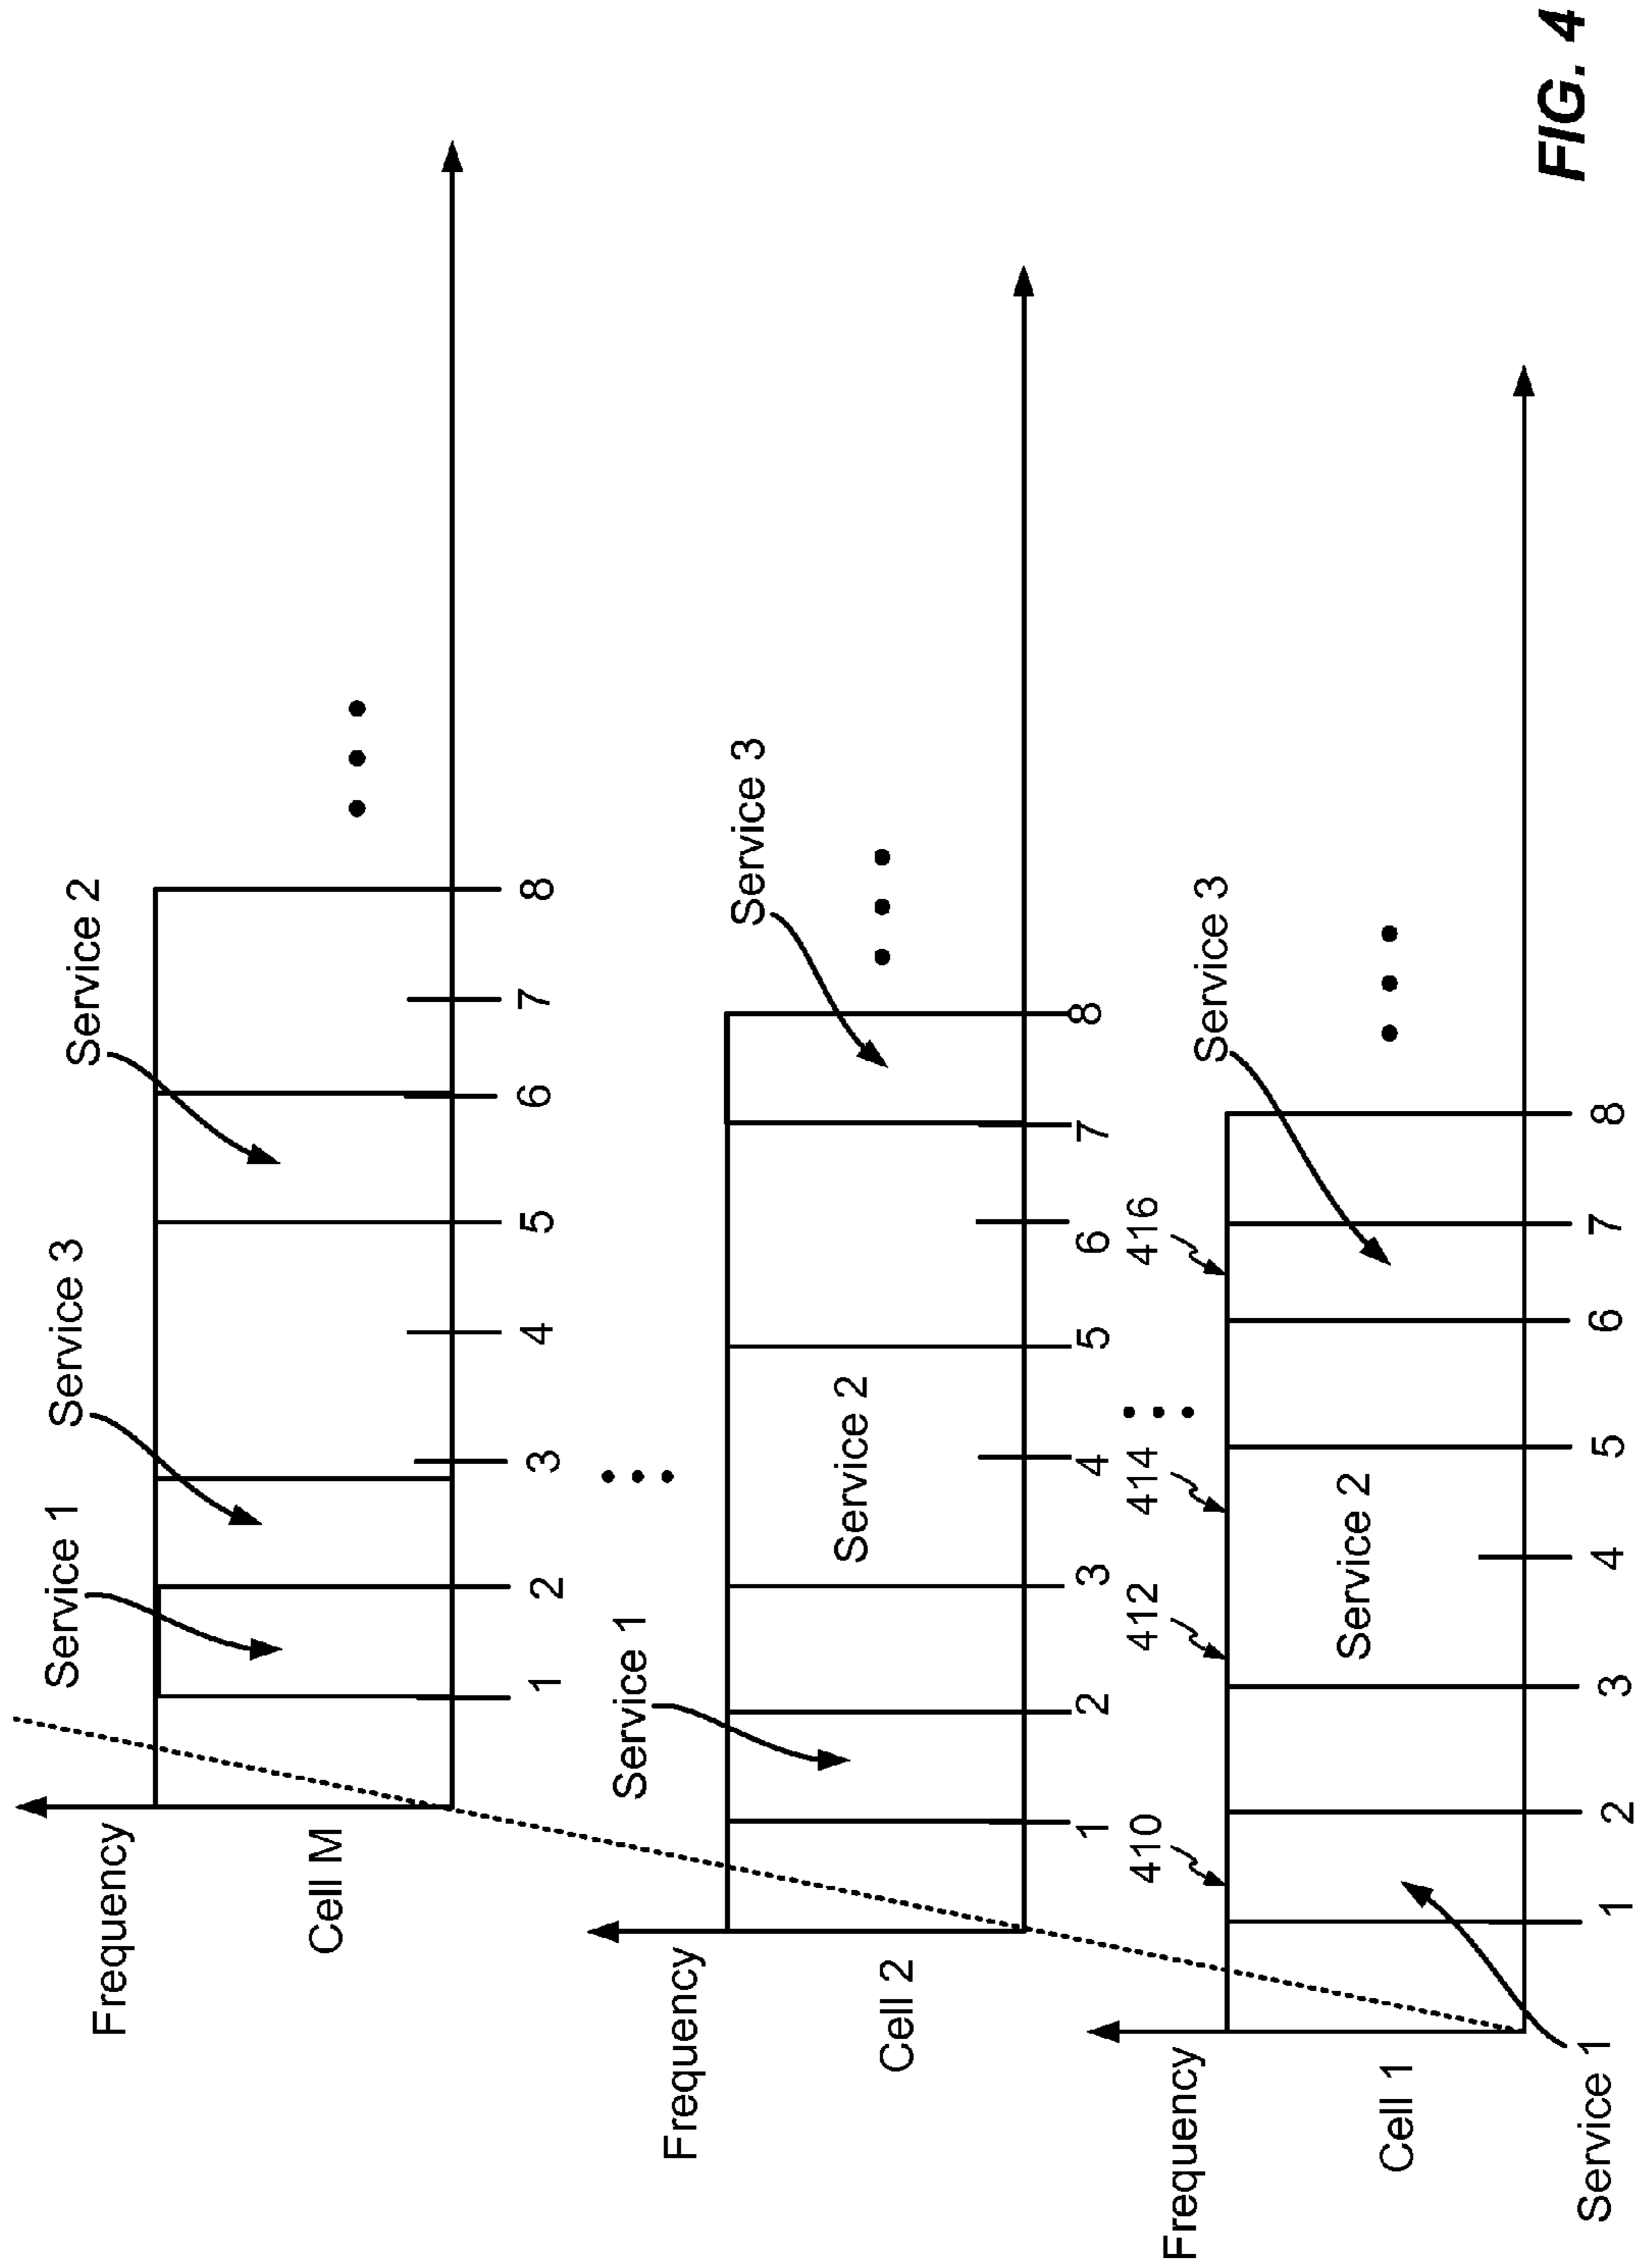 Service 1
Service 3
Service 2
Frequency
Cell M
1
2
3
4
5
6
7
8
Service 1
Service 3
Frequency
Cell 2
Service 2
1
2
3
4
5
6
7
8
410
412
414
416
Service 3
Frequency
Cell 1
Service 2
1
2
3
4
5
6
7
8
Service 1
FIG. 4